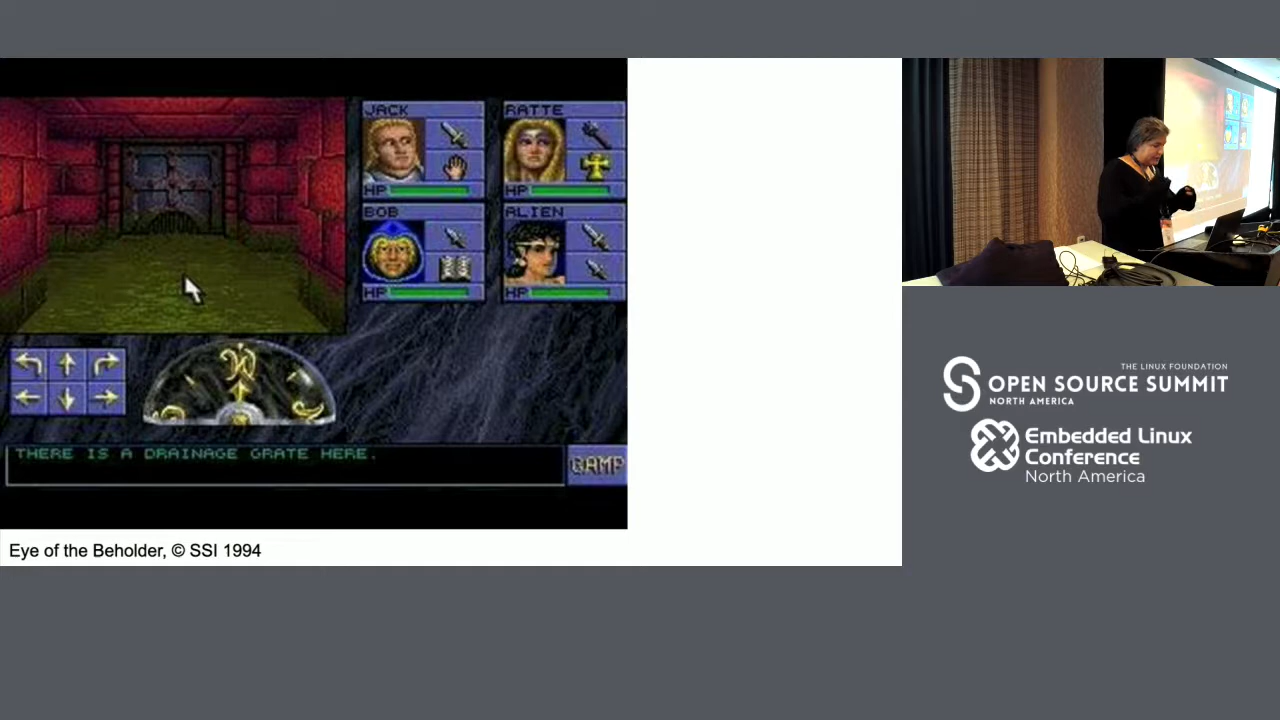 JACK
RATTE
HP
HP
BOB
ALIEN
HP
HP
THERE IS A DRAINAGE GRATE HERE.
CAMP
Eye of the Beholder, © SSI 1994
THE LINUX FOUNDATION
OPEN SOURCE SUMMIT
NORTH AMERICA
Embedded Linux
Conference
North America